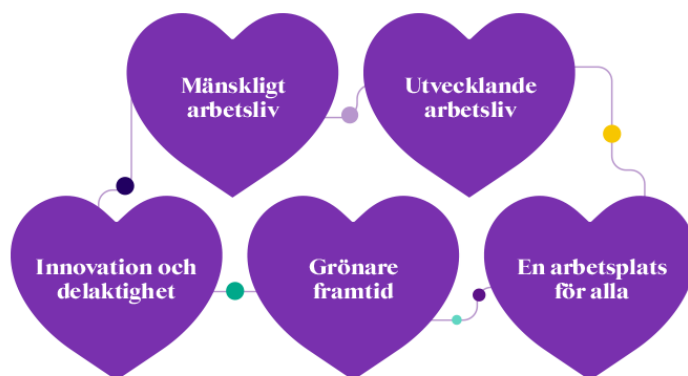 Mänskligt
arbetsliv
Utvecklande
arbetsliv
Innovation och
delaktighet
Grönare
framtid
En arbetsplats
för alla